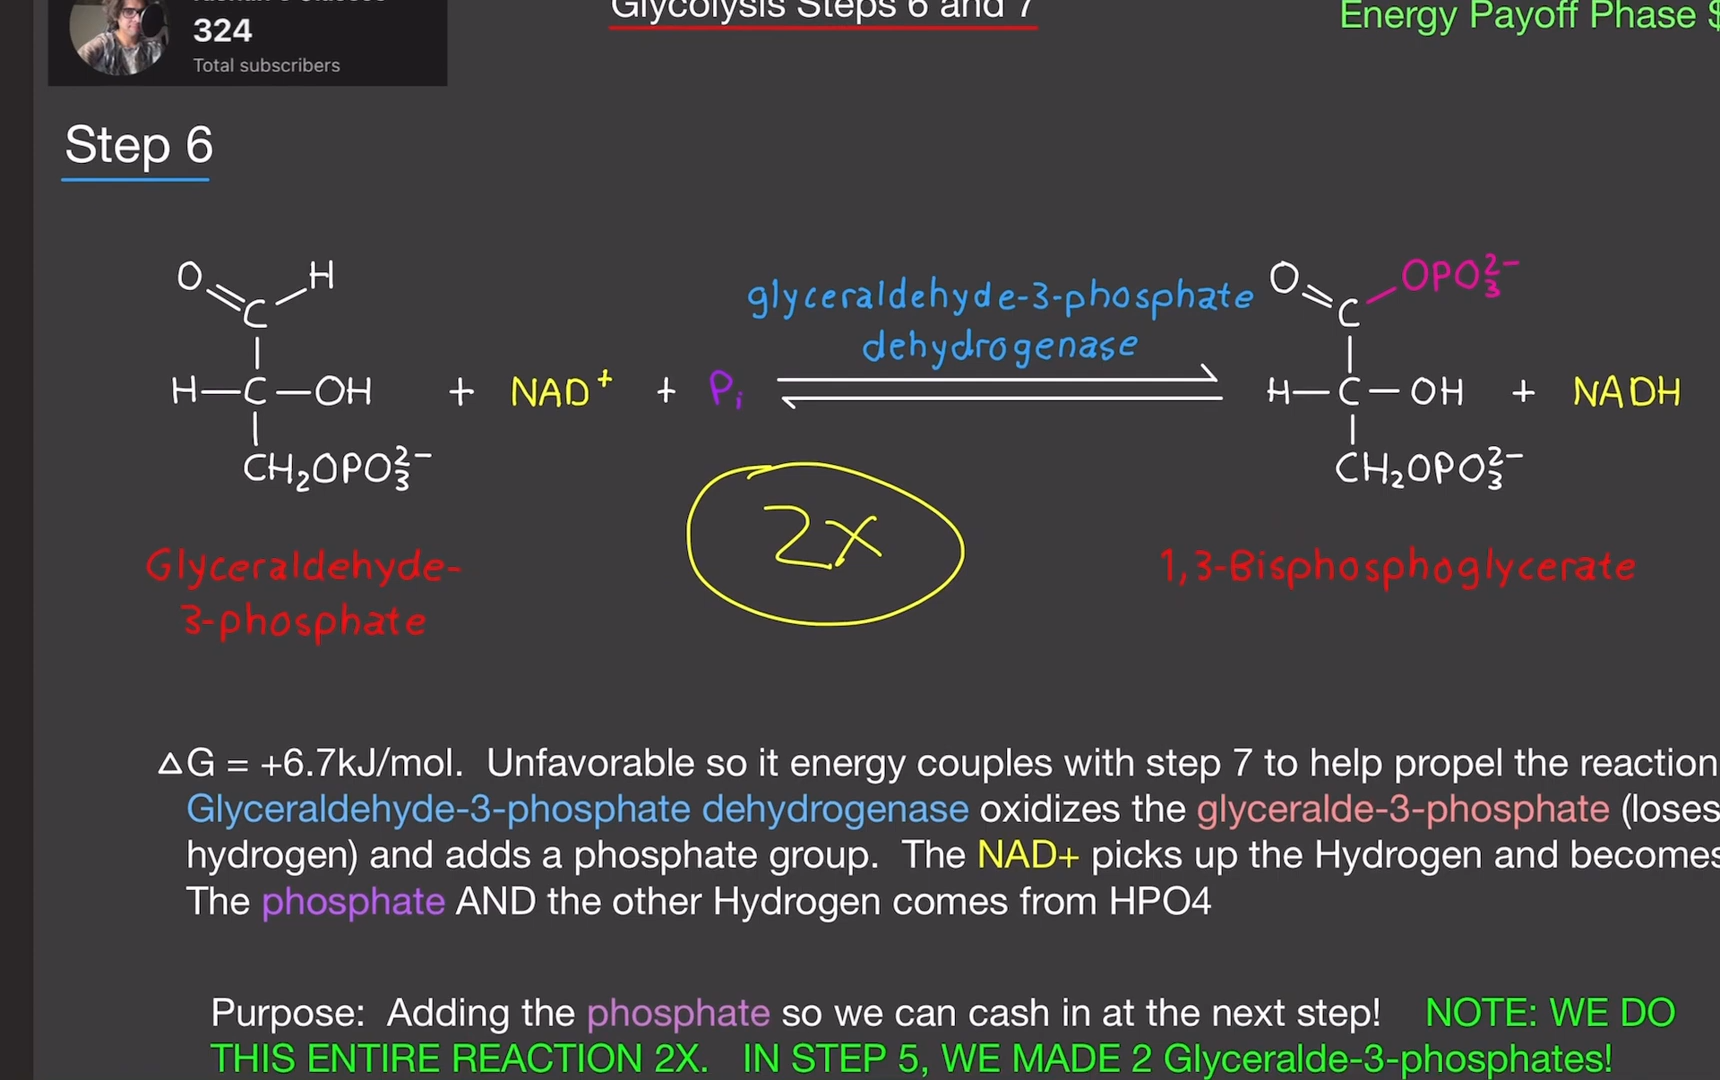 324
Total subscribers
Glycolysis Steps 6 and 7
Energy Payoff Phase $
Step 6
O H
C
H-C-OH + NAD+ + Pi
CH2OPO3 2-
glyceraldehyde-3-phosphate
dehydrogenase
2x
O OPO3 2-
C
H-C-OH + NADH
CH2OPO3 2-
Glyceraldehyde-
3-phosphate
1,3-Bisphosphoglycerate
△G = +6.7kJ/mol. Unfavorable so it energy couples with step 7 to help propel the reaction
Glyceraldehyde-3-phosphate dehydrogenase oxidizes the glyceralde-3-phosphate (loses
hydrogen) and adds a phosphate group. The NAD+ picks up the Hydrogen and becomes
The phosphate AND the other Hydrogen comes from HPO4
Purpose: Adding the phosphate so we can cash in at the next step! NOTE: WE DO
THIS ENTIRE REACTION 2X. IN STEP 5, WE MADE 2 Glyceralde-3-phosphates!